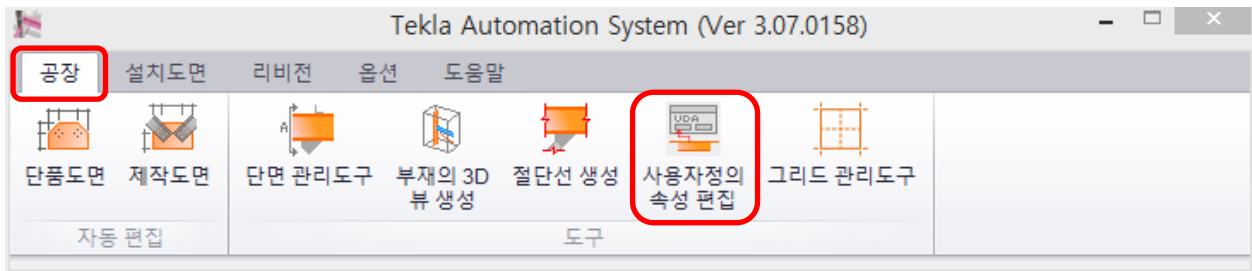 Tekla Automation System (Ver 3.07.0158)
공장 설치도면 리비전 옵션 도움말
A
UDA
단품도면 제작도면 단면 관리도구 부재의 3D 뷰 생성 절단선 생성 사용자정의 속성 편집 그리드 관리도구
자동 편집 도구